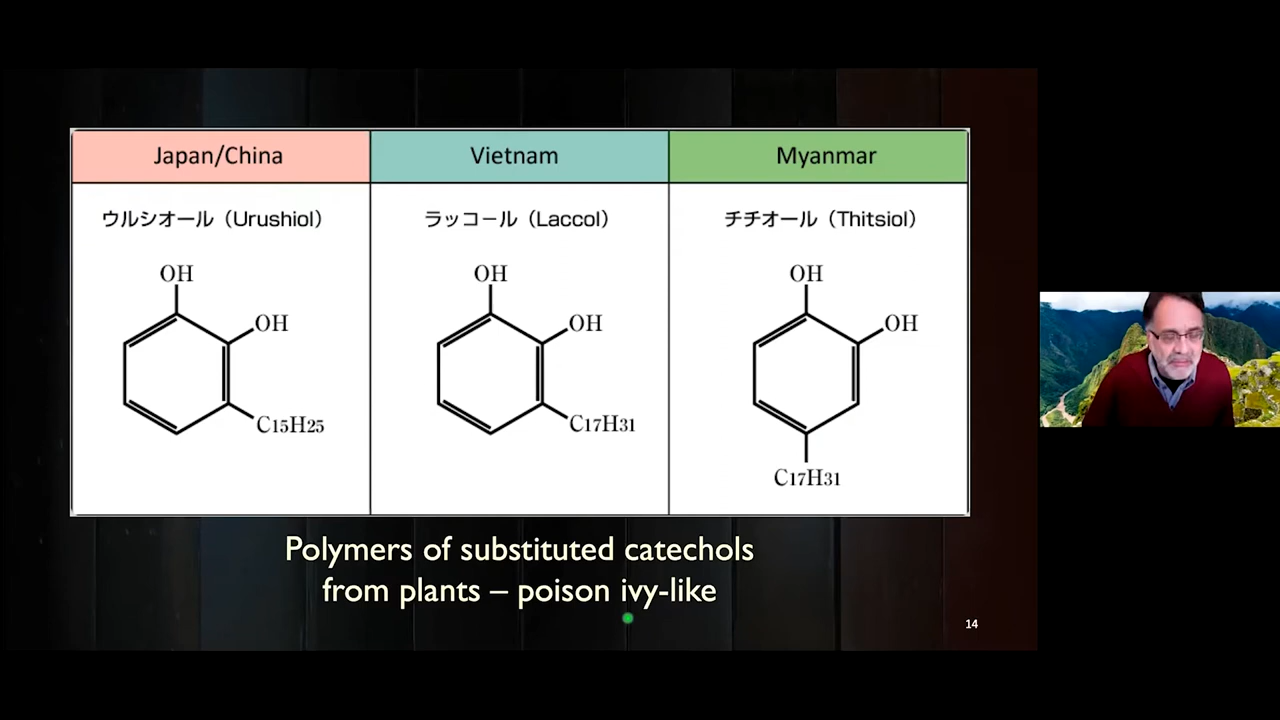 Japan/China
Vietnam
Myanmar
ウルシオール（Urushiol）
ラッコール（Laccol）
チチオール（Thitsiol）
OH
OH
C15H25
OH
OH
C17H31
OH
OH
C17H31
Polymers of substituted catechols
from plants – poison ivy-like
14